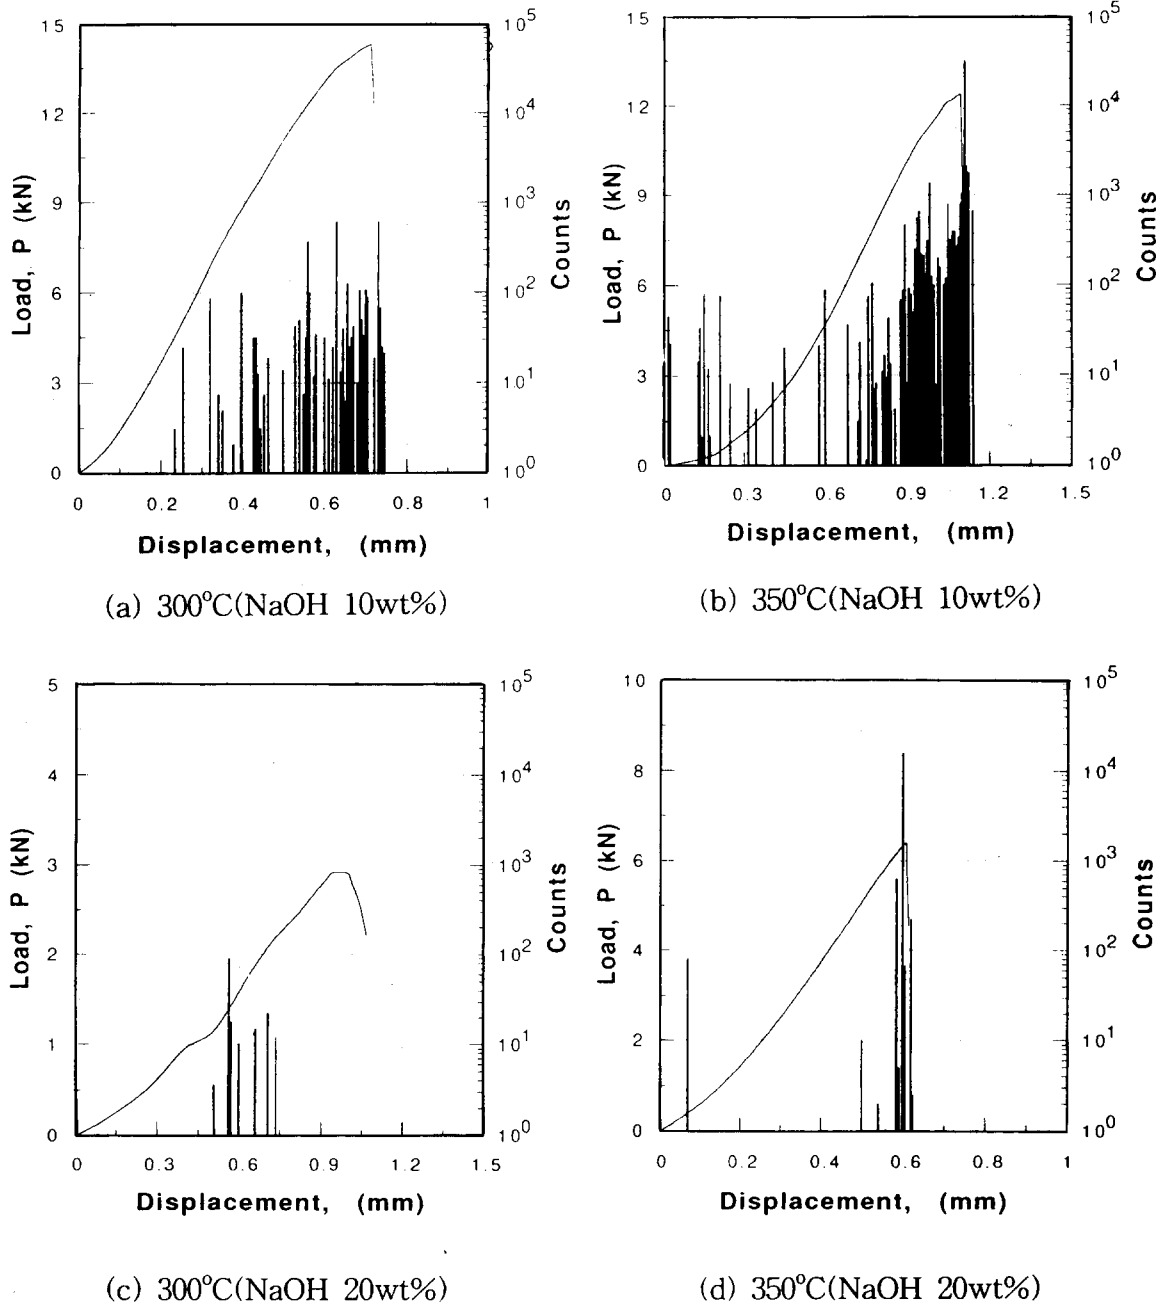 15
12
9
6
3
0
Load, P (kN)
10^5
10^4
10^3
10^2
10^1
10^0
Counts
0 0.2 0.4 0.6 0.8 1
Displacement, (mm)
(a) 300°C(NaOH 10wt%)
15
12
9
6
3
0
Load, P (kN)
10^5
10^4
10^3
10^2
10^1
10^0
Counts
0 0.3 0.6 0.9 1.2 1.5
Displacement, (mm)
(b) 350°C(NaOH 10wt%)
5
4
3
2
1
0
Load, P (kN)
10^5
10^4
10^3
10^2
10^1
10^0
Counts
0 0.3 0.6 0.9 1.2 1.5
Displacement, (mm)
(c) 300°C(NaOH 20wt%)
10
8
6
4
2
0
Load, P (kN)
10^5
10^4
10^3
10^2
10^1
10^0
Counts
0 0.2 0.4 0.6 0.8 1
Displacement, (mm)
(d) 350°C(NaOH 20wt%)